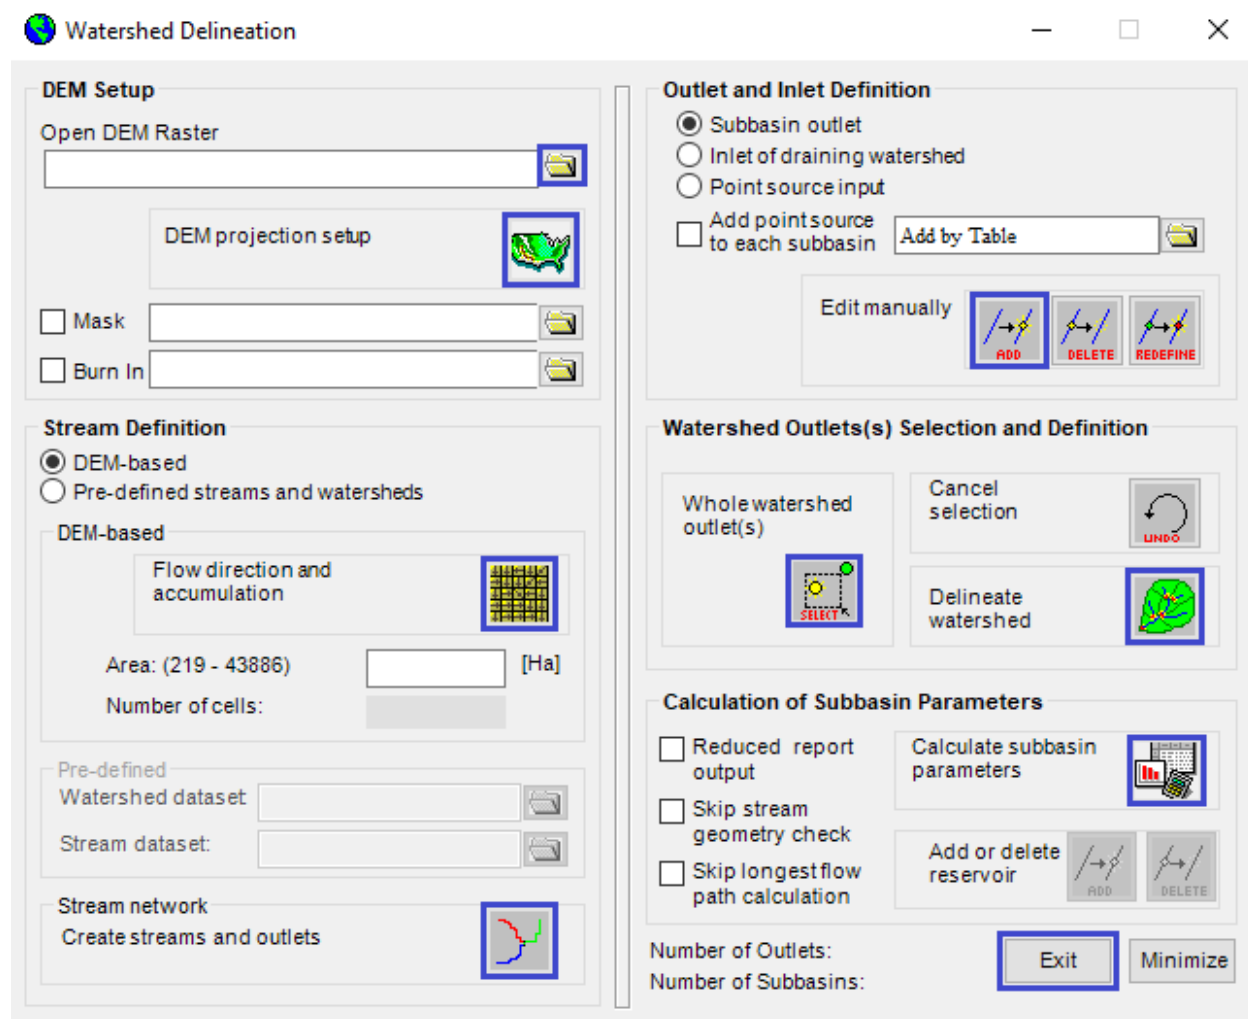 Watershed Delineation
DEM Setup
Open DEM Raster
DEM projection setup
Mask
Burn In
Stream Definition
DEM-based
Pre-defined streams and watersheds
DEM-based
Flow direction and
accumulation
Area: (219 - 43886)
[Ha]
Number of cells:
Pre-defined
Watershed dataset
Stream dataset:
Stream network
Create streams and outlets
Outlet and Inlet Definition
Subbasin outlet
Inlet of draining watershed
Point source input
Add point source
to each subbasin
Add by Table
Edit manually
ADD
DELETE
REDEFINE
Watershed Outlets(s) Selection and Definition
Whole watershed
outlet(s)
SELECT
Cancel
selection
UNDO
Delineate
watershed
Calculation of Subbasin Parameters
Reduced report
output
Skip stream
geometry check
Skip longest flow
path calculation
Calculate subbasin
parameters
Add or delete
reservoir
ADD
DELETE
Number of Outlets:
Number of Subbasins:
Exit
Minimize